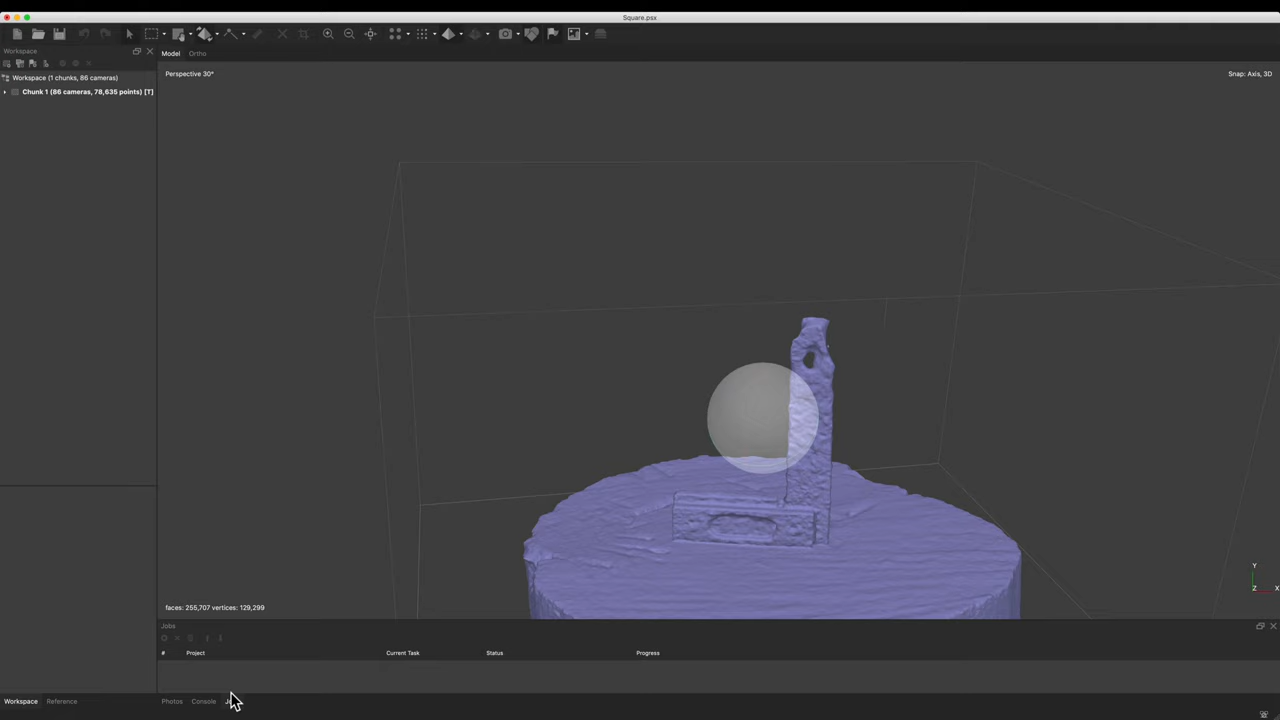 Square.psx
Workspace
Model
Ortho
Workspace (1 chunks, 86 cameras)
Perspective 30°
Snap: Axis, 3D
Chunk 1 (86 cameras, 78,635 points) [T]
Y
Z
X
faces: 255,707 vertices: 129,299
Jobs
#
Project
Current Task
Status
Progress
Workspace
Reference
Photos
Console